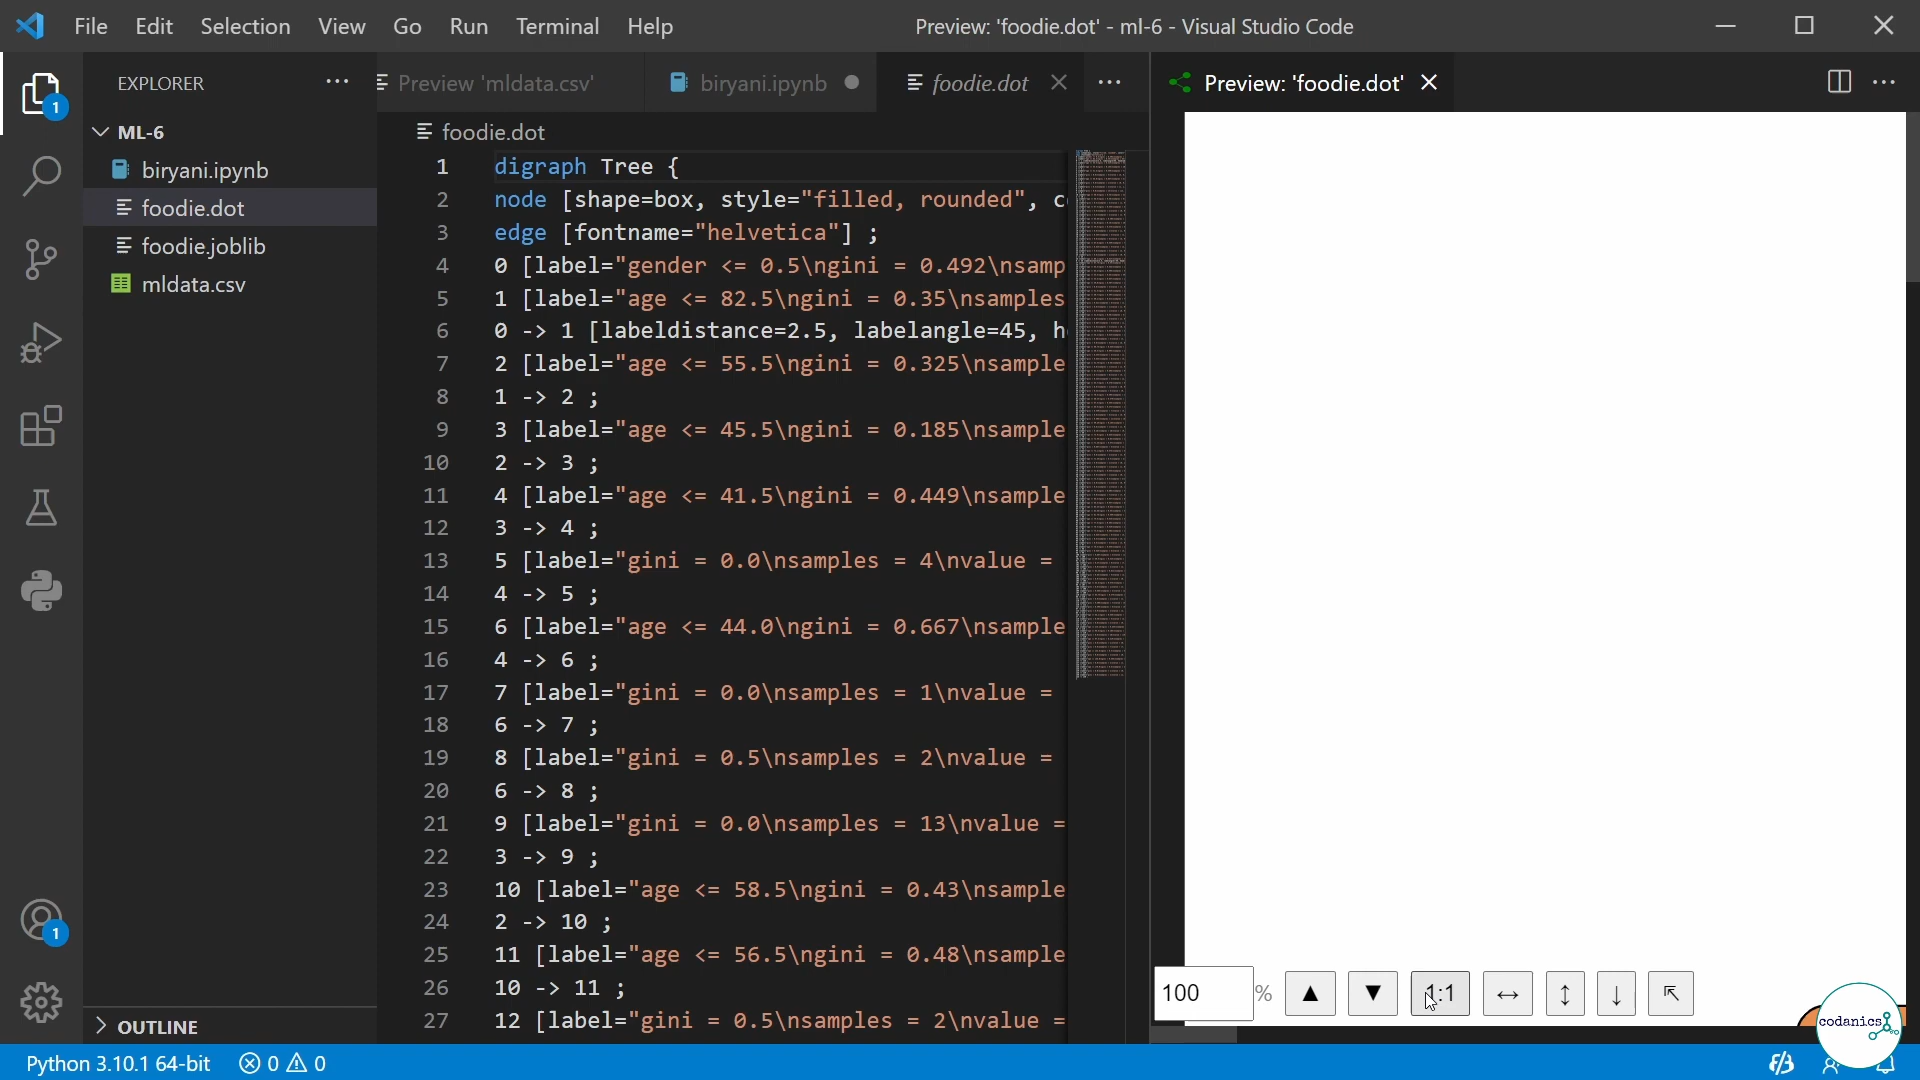 File Edit Selection View Go Run Terminal Help
Preview: 'foodie.dot' - ml-6 - Visual Studio Code
EXPLORER
Preview 'mldata.csv'
biryani.ipynb
foodie.dot
Preview: 'foodie.dot'
ML-6
biryani.ipynb
foodie.dot
foodie.joblib
mldata.csv
OUTLINE
foodie.dot
1 digraph Tree {
2 node [shape=box, style="filled, rounded", c
3 edge [fontname="helvetica"] ;
4 0 [label="gender <= 0.5\ngini = 0.492\nsamp
5 1 [label="age <= 82.5\ngini = 0.35\nsamples
6 0 -> 1 [labeldistance=2.5, labelangle=45, h
7 2 [label="age <= 55.5\ngini = 0.325\nsample
8 1 -> 2 ;
9 3 [label="age <= 45.5\ngini = 0.185\nsample
10 2 -> 3 ;
11 4 [label="age <= 41.5\ngini = 0.449\nsample
12 3 -> 4 ;
13 5 [label="gini = 0.0\nsamples = 4\nvalue =
14 4 -> 5 ;
15 6 [label="age <= 44.0\ngini = 0.667\nsample
16 4 -> 6 ;
17 7 [label="gini = 0.0\nsamples = 1\nvalue =
18 6 -> 7 ;
19 8 [label="gini = 0.5\nsamples = 2\nvalue =
20 6 -> 8 ;
21 9 [label="gini = 0.0\nsamples = 13\nvalue =
22 3 -> 9 ;
23 10 [label="age <= 58.5\ngini = 0.43\nsample
24 2 -> 10 ;
25 11 [label="age <= 56.5\ngini = 0.48\nsample
26 10 -> 11 ;
27 12 [label="gini = 0.5\nsamples = 2\nvalue =
100 % ▲ ▼ 1:1 ↔ ↕ ↓ ↖
codanics
1
1
Python 3.10.1 64-bit 0 0